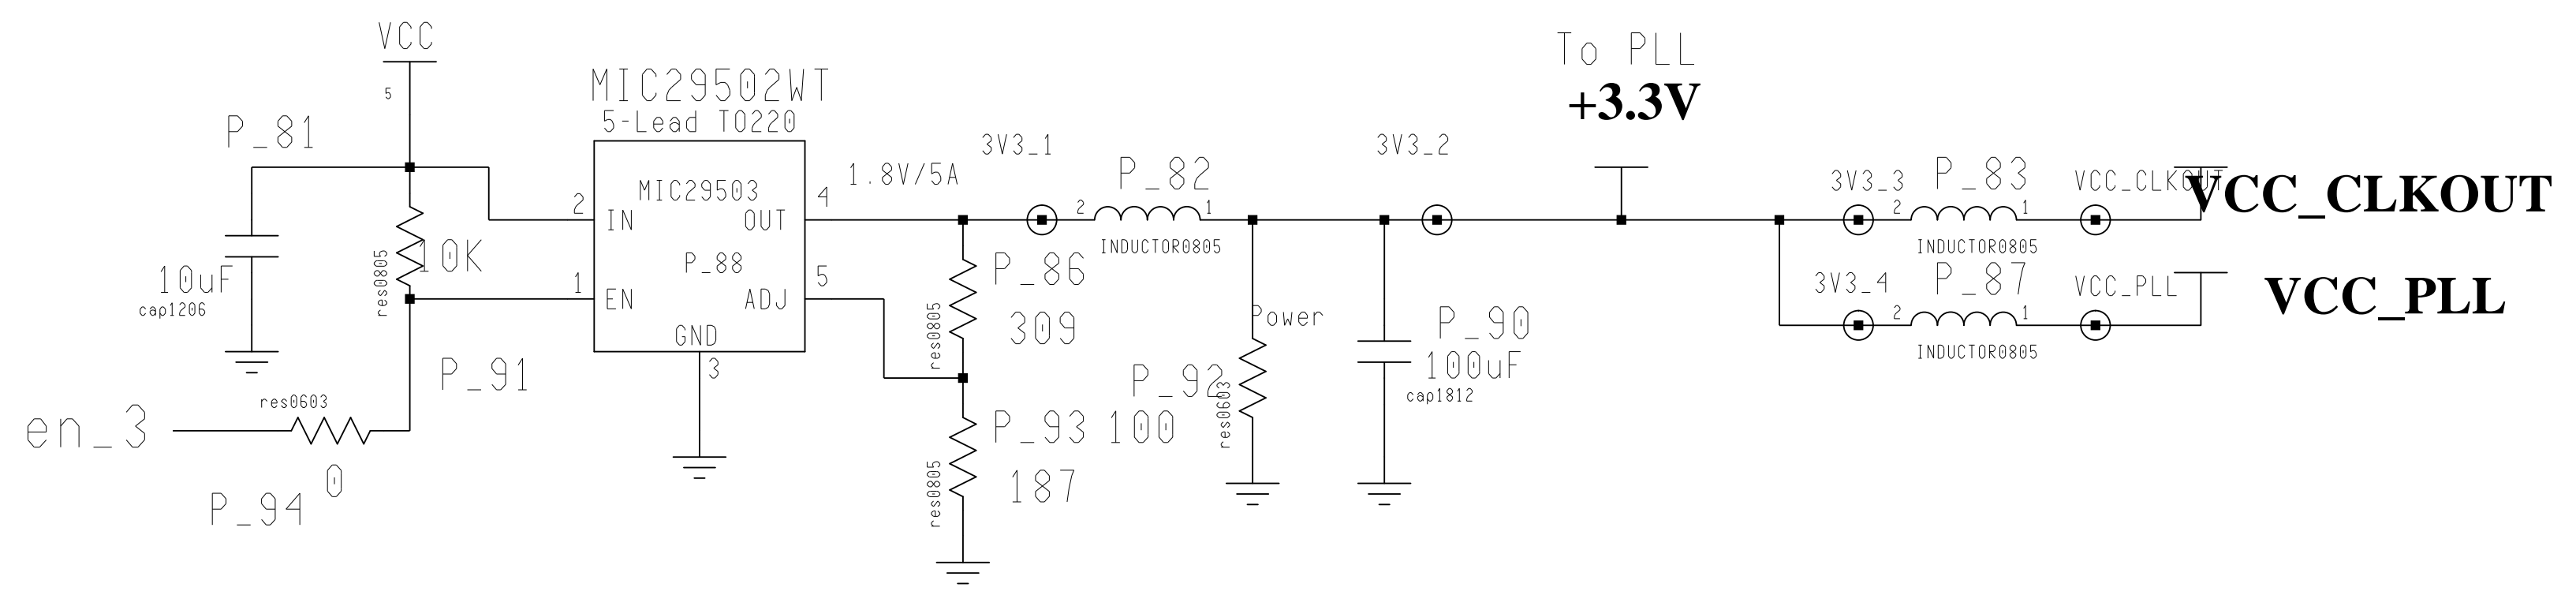 VCC
5
P_81
10uF
cap1206
res0805
10K
P_91
en_3
res0603
0
P_94
MIC29502WT
5-Lead TO220
MIC29503
P_88
2
IN
1
EN
OUT
4
ADJ
5
GND
3
1.8V/5A
3V3_1
2
P_82
1
INDUCTOR0805
P_86
309
res0805
P_93
187
res0805
Power
P_92
100
res0603
3V3_2
P_90
100uF
cap1812
To PLL
+3.3V
3V3_3
2
P_83
1
INDUCTOR0805
VCC_CLKOUT
VCC_CLKOUT
3V3_4
2
P_87
1
INDUCTOR0805
VCC_PLL
VCC_PLL